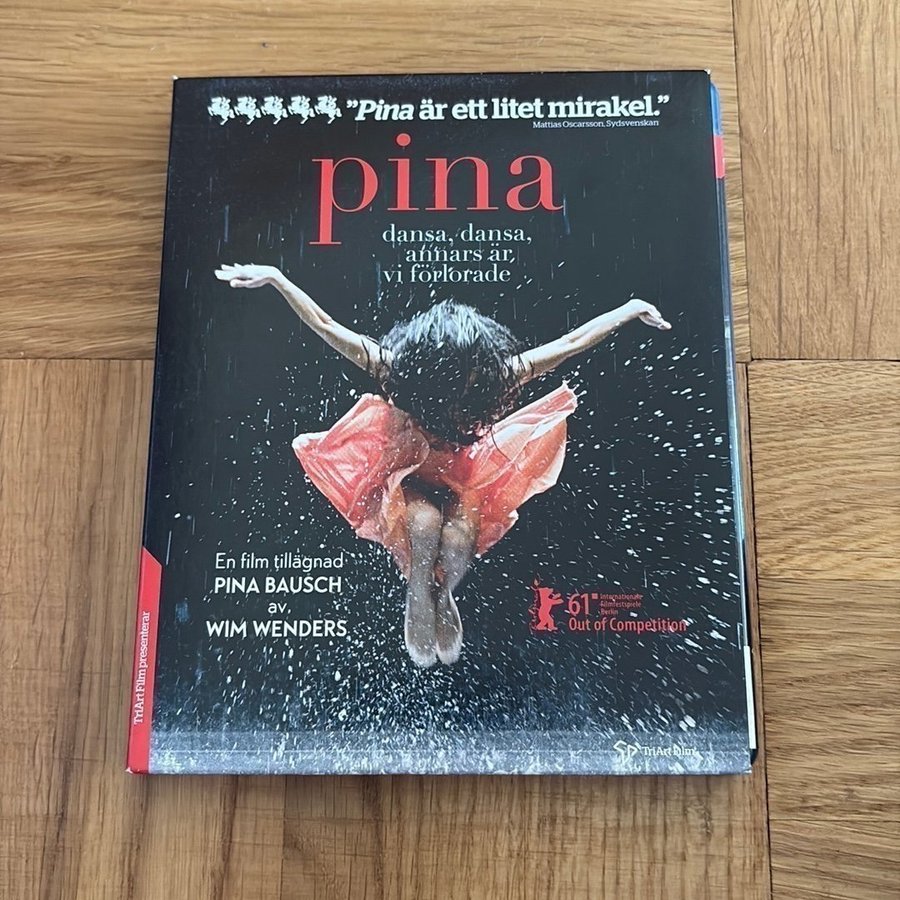 ”Pina är ett litet mirakel.”
Mattias Oscarsson, Sydsvenskan
pina
dansa, dansa,
annars är
vi förlorade
En film tillägnad
PINA BAUSCH
av
WIM WENDERS
61
Internationale
Filmfestspiele
Berlin
Out of Competition
TriArt Film presenterar
TriArt Film